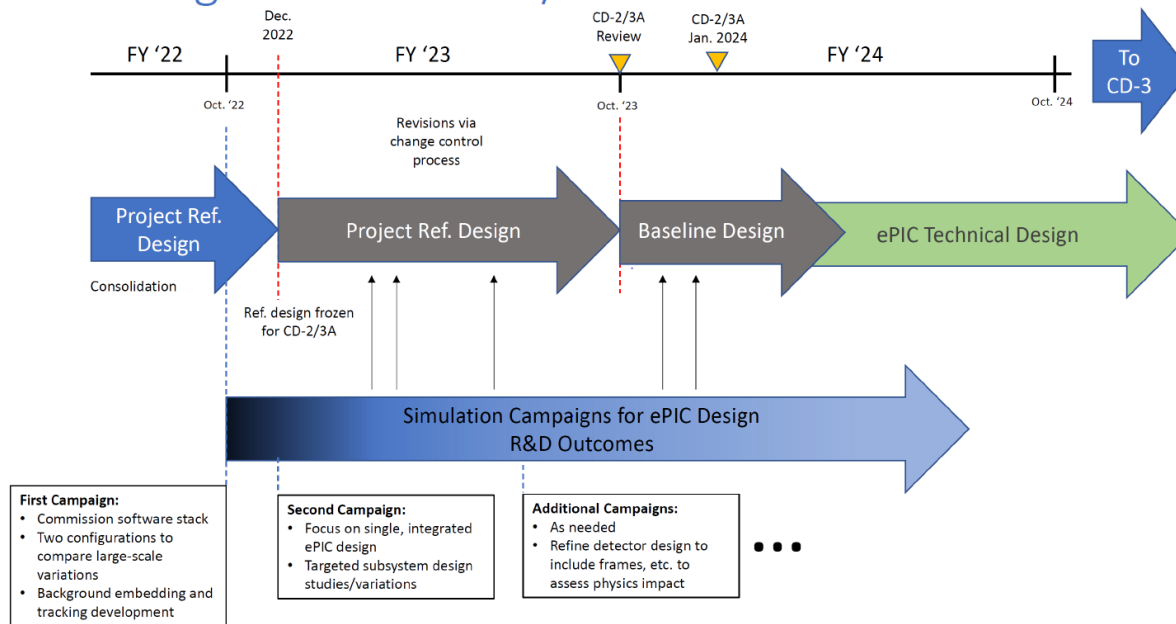 Dec.
2022
CD-2/3A
Review
CD-2/3A
Jan. 2024
FY ‘22
FY ‘23
FY ‘24
To
CD-3
Oct. ‘22
Oct. ‘23
Oct. ‘24
Revisions via
change control
process
Project Ref.
Design
Project Ref. Design
Baseline Design
ePIC Technical Design
Consolidation
Ref. design frozen
for CD-2/3A
Simulation Campaigns for ePIC Design
R&D Outcomes
First Campaign:
• Commission software stack
• Two configurations to
compare large-scale
variations
• Background embedding and
tracking development
Second Campaign:
• Focus on single, integrated
ePIC design
• Targeted subsystem design
studies/variations
Additional Campaigns:
• As needed
• Refine detector design to
include frames, etc. to
assess physics impact